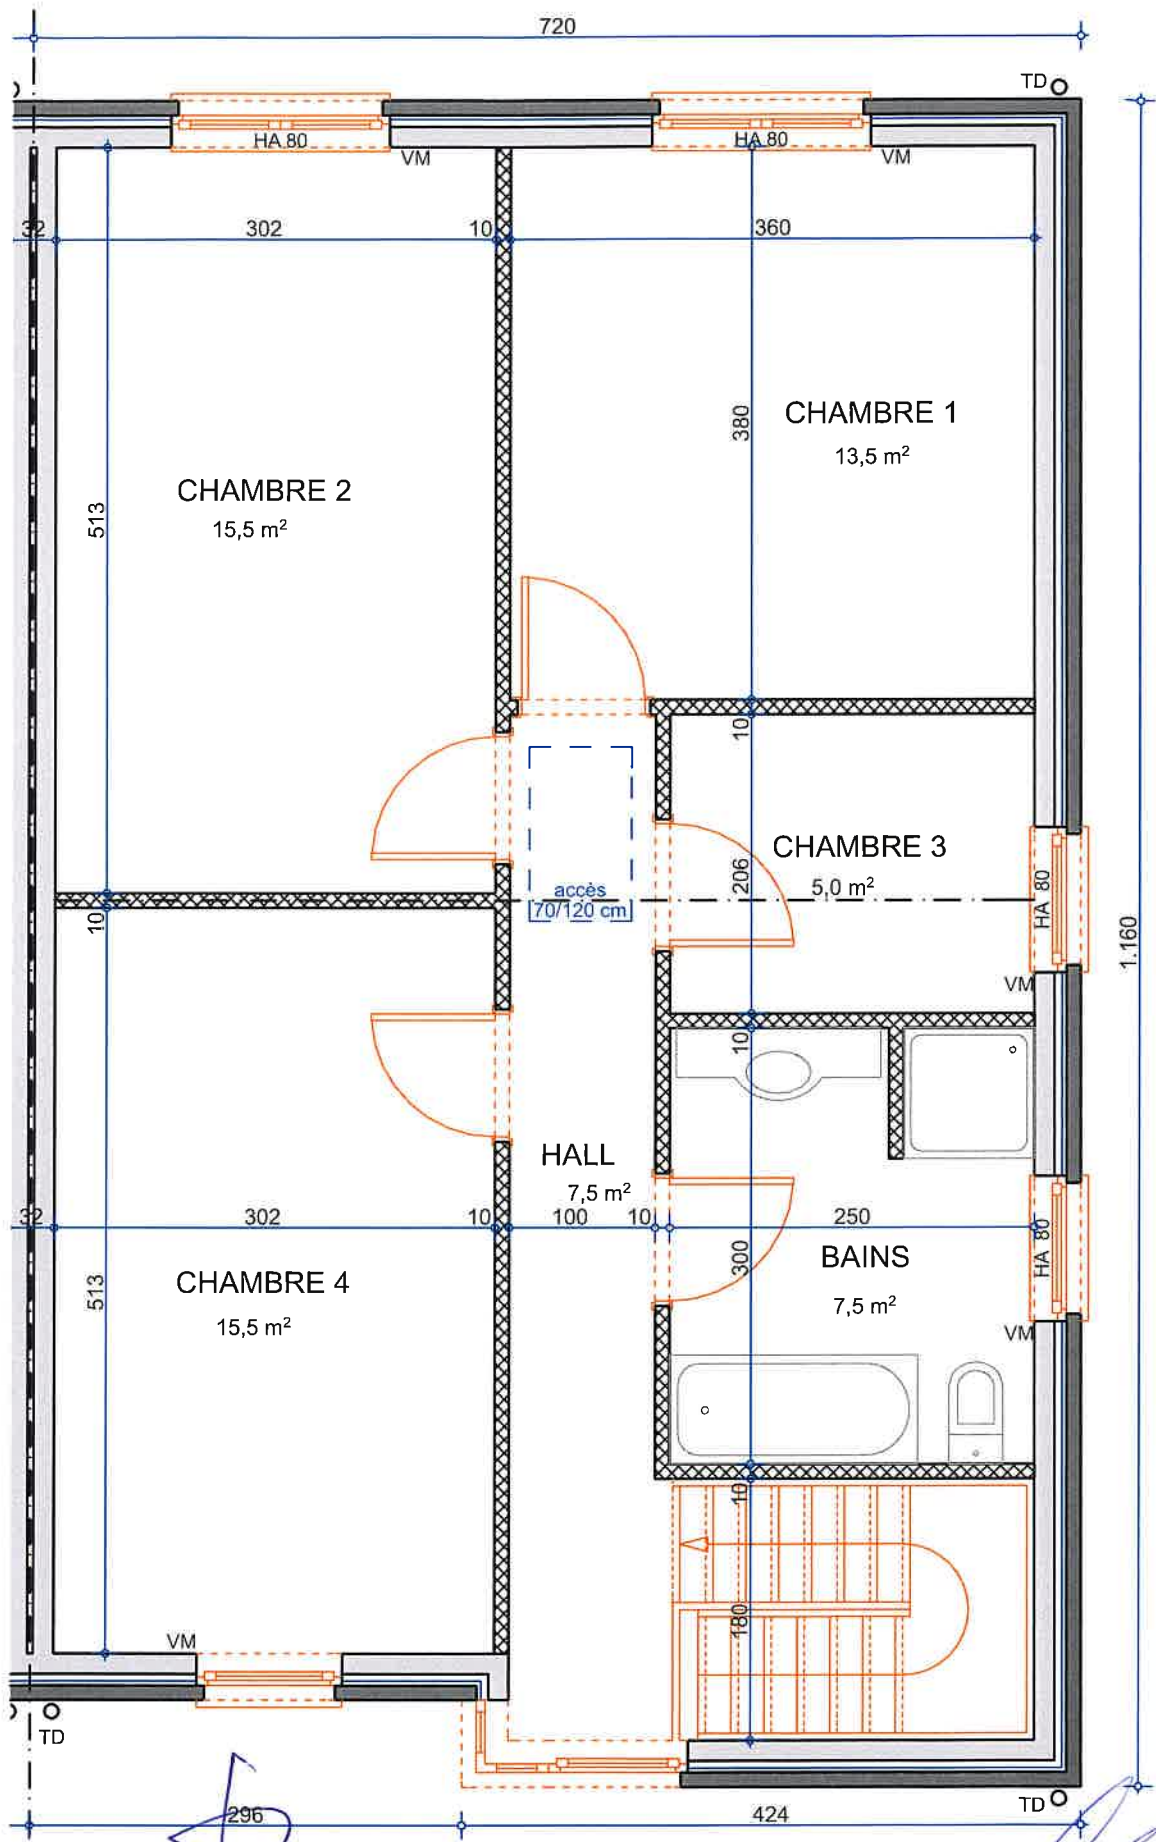 720
TD
HA 80
VM
HA 80
VM
32
302
10
360
CHAMBRE 1
13,5 m²
380
CHAMBRE 2
15,5 m²
513
10
CHAMBRE 3
5,0 m²
206
accès
70/120 cm
HA 80
VM
10
1.160
10
HALL
7,5 m²
32
302
10
100
10
250
300
BAINS
7,5 m²
HA 80
VM
CHAMBRE 4
15,5 m²
513
10
180
VM
TD
TD
296
424